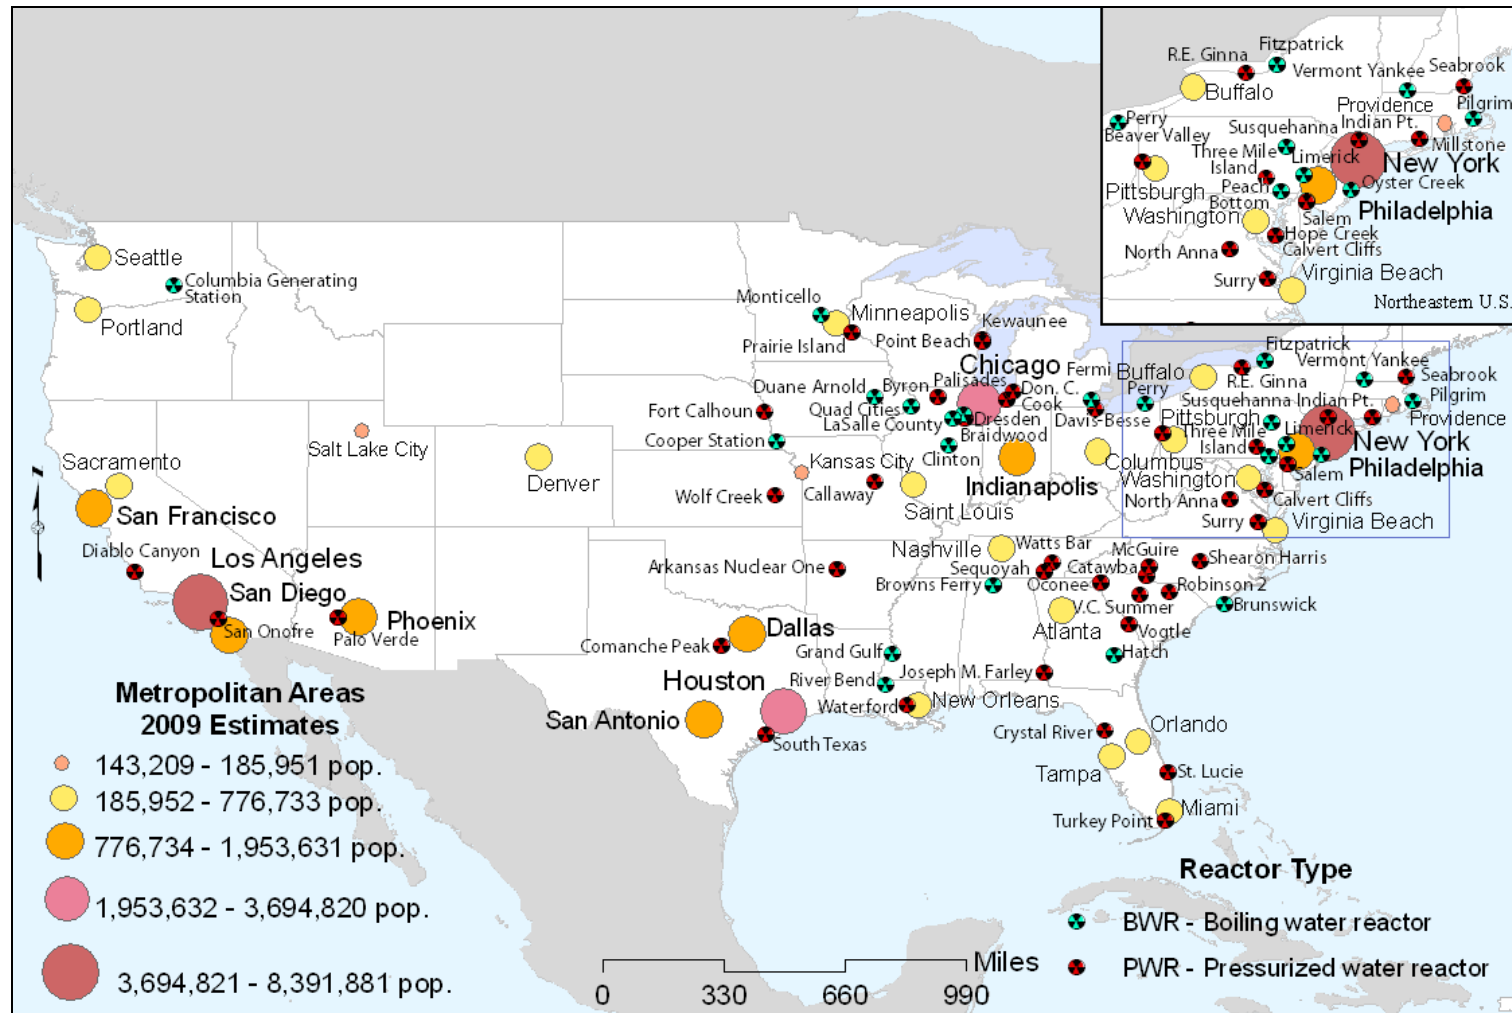 R.E. Ginna
Fitzpatrick
Vermont Yankee
Seabrook
Buffalo
Providence
Pilgrim
Perry
Beaver Valley
Susquehanna
Indian Pt.
Millstone
Three Mile
Island
Limerick
New York
Pittsburgh
Peach
Bottom
Oyster Creek
Washington
Salem
Philadelphia
Hope Creek
North Anna
Calvert Cliffs
Surry
Virginia Beach
Northeastern U.S.
Seattle
Columbia Generating
Station
Portland
Monticello
Minneapolis
Prairie Island
Point Beach
Kewaunee
Chicago
Fermi
Buffalo
Fitzpatrick
Vermont Yankee
R.E. Ginna
Seabrook
Duane Arnold
Byron
Palisades
Don. C.
Cook
Perry
Susquehanna
Indian Pt.
Pilgrim
Fort Calhoun
Quad Cities
LaSalle County
Dresden
Davis-Besse
Pittsburgh
Limerick
Providence
Salt Lake City
Cooper Station
Braidwood
Three Mile
Island
New York
Sacramento
Denver
Kansas City
Clinton
Columbus
Salem
Philadelphia
Wolf Creek
Callaway
Indianapolis
Washington
San Francisco
Saint Louis
North Anna
Calvert Cliffs
Surry
Virginia Beach
Diablo Canyon
Los Angeles
Nashville
Watts Bar
McGuire
Shearon Harris
Arkansas Nuclear One
Sequoyah
Catawba
San Diego
Browns Ferry
Oconee
Robinson 2
San Onofre
Palo Verde
Phoenix
V.C. Summer
Brunswick
Dallas
Atlanta
Vogtle
Comanche Peak
Grand Gulf
Hatch
Houston
River Bend
Joseph M. Farley
San Antonio
Waterford
New Orleans
South Texas
Crystal River
Orlando
Tampa
St. Lucie
Miami
Turkey Point
Metropolitan Areas
2009 Estimates
143,209 - 185,951 pop.
185,952 - 776,733 pop.
776,734 - 1,953,631 pop.
1,953,632 - 3,694,820 pop.
3,694,821 - 8,391,881 pop.
Reactor Type
BWR - Boiling water reactor
PWR - Pressurized water reactor
Miles
0 330 660 990